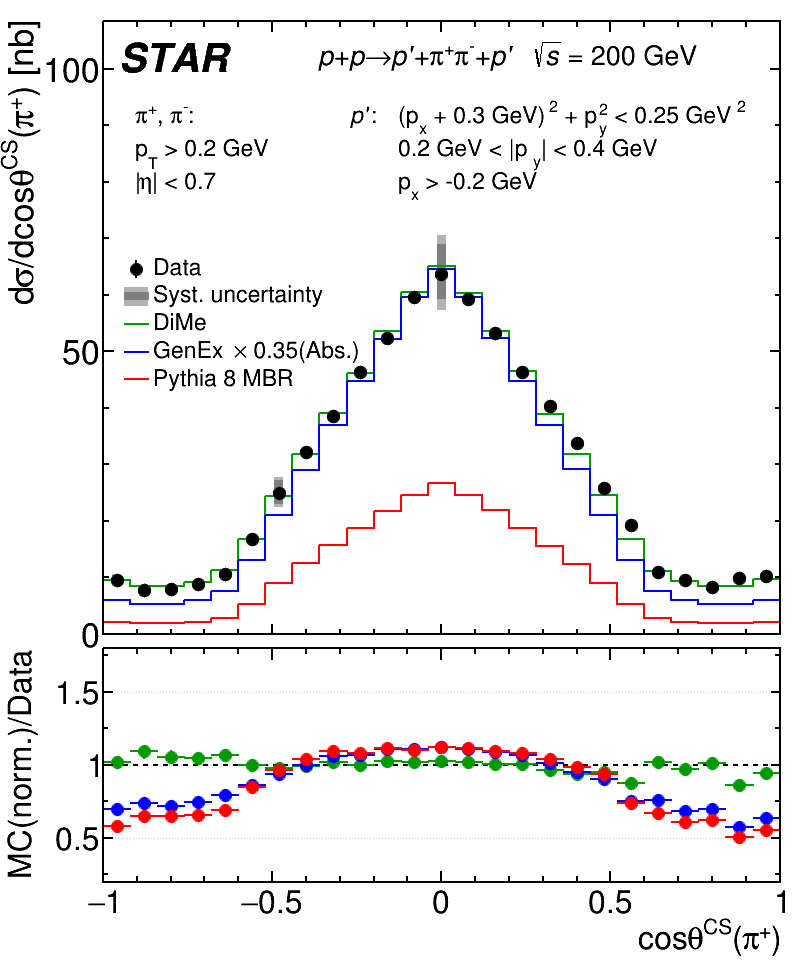 STAR p+p→p′+π⁺π⁻+p′ √s = 200 GeV
π⁺, π⁻: p′: (pₓ + 0.3 GeV)² + p_y² < 0.25 GeV²
p_T > 0.2 GeV 0.2 GeV < |p_y| < 0.4 GeV
|η| < 0.7 pₓ > -0.2 GeV
Data
Syst. uncertainty
DiMe
GenEx × 0.35(Abs.)
Pythia 8 MBR
dσ/dcosθ^CS(π⁺) [nb]
100
50
0
MC(norm.)/Data
1.5
1
0.5
−1 −0.5 0 0.5 1
cosθ^CS(π⁺)